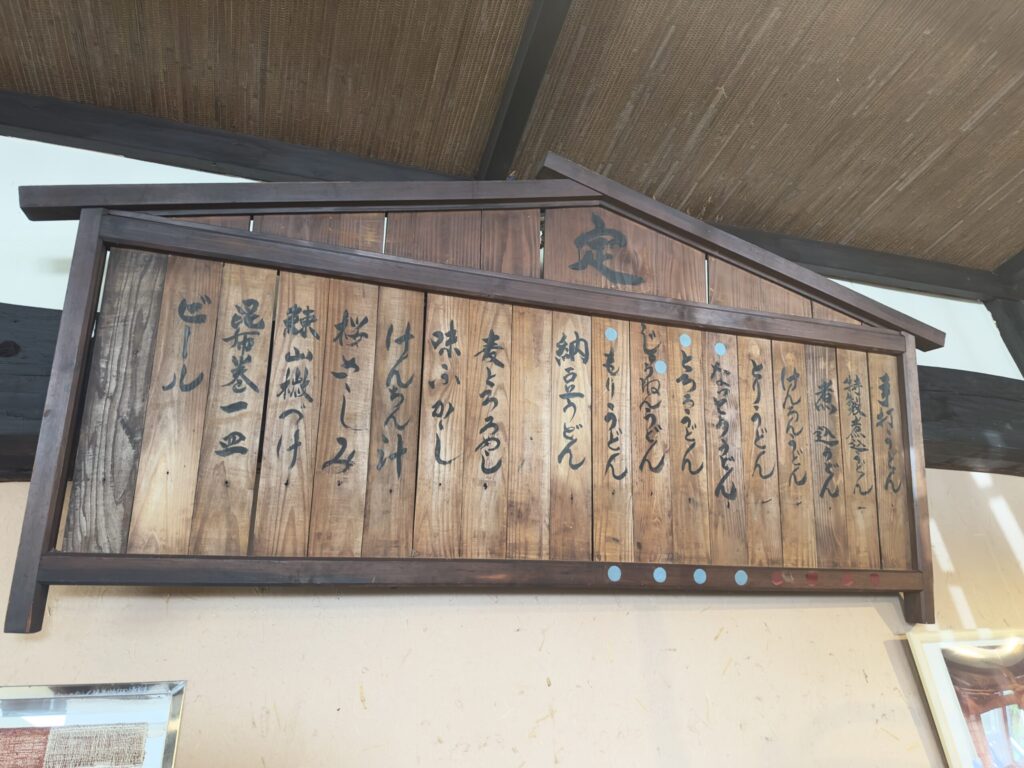 定
手打うどん
特製煮込うどん
煮込うどん
けんちんうどん
とりうどん
なっとううどん
とろろうどん
じゅうねんうどん
もりうどん
納豆うどん
麦とろろめし
味ふかし
けんちん汁
桜さしみ
昆布巻一皿
ビール